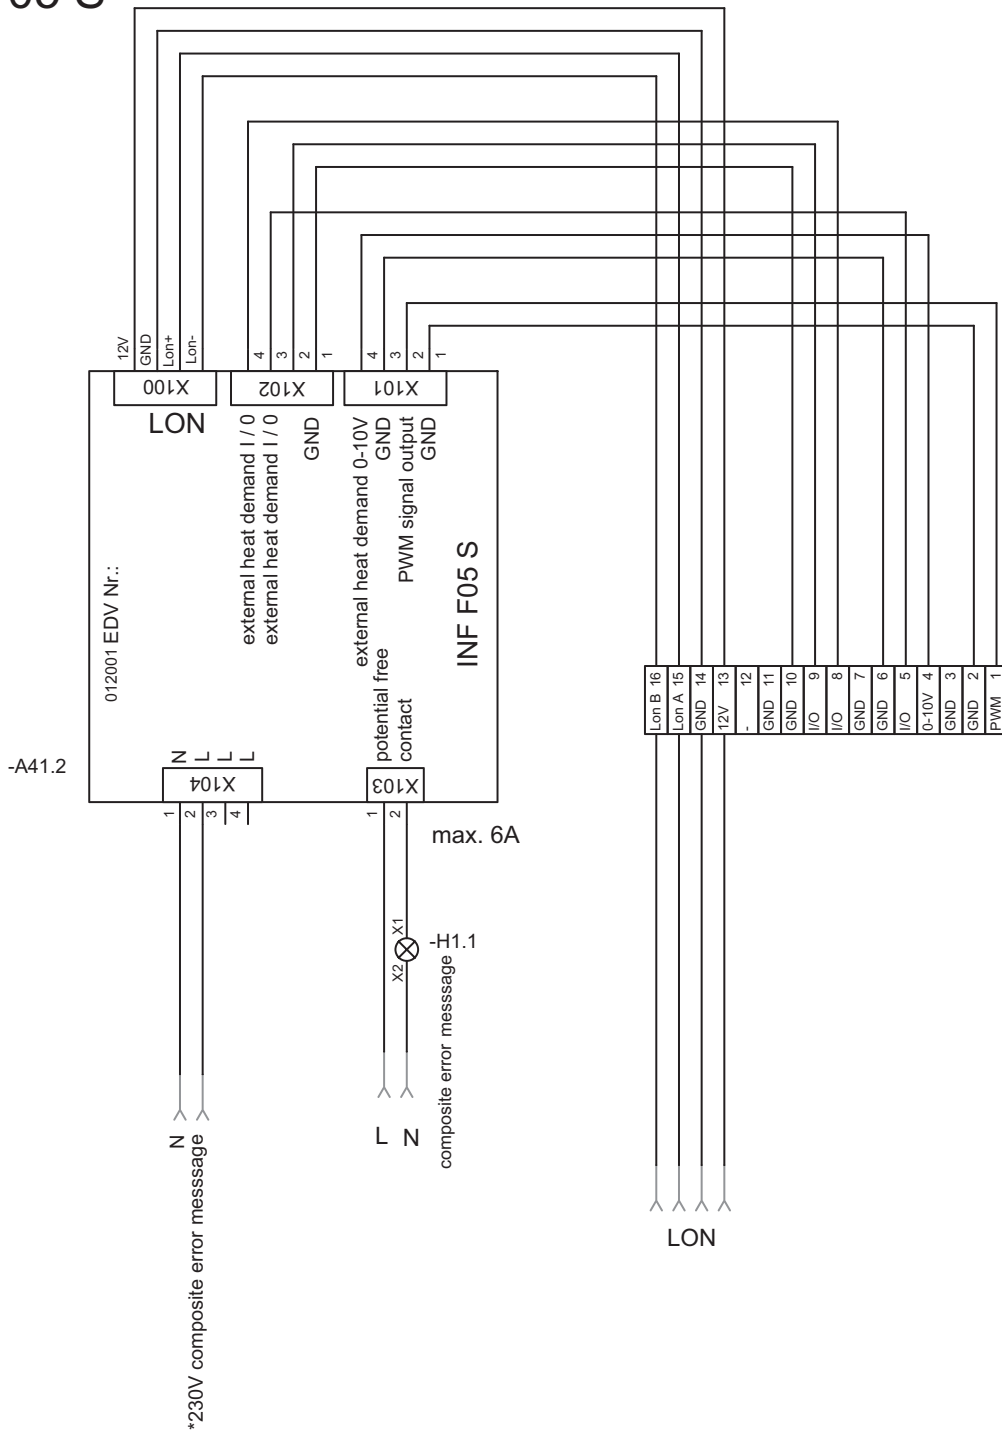 12V
GND
Lon+
Lon-
4
3
2
1
4
3
2
1
X100
X102
X101
LON
external heat demand I / 0
external heat demand I / 0
GND
external heat demand 0-10V
GND
PWM signal output
GND
012001 EDV Nr.:
INF F05 S
potential free
contact
-A41.2
N
L
L
L
X104
X103
1
2
3
4
1
2
max. 6A
X1
X2
-H1.1
composite error messsage
L N
N
*230V composite error messsage
Lon B 16
Lon A 15
GND 14
12V 13
- 12
GND 11
GND 10
I/O 9
I/O 8
GND 7
GND 6
I/O 5
0-10V 4
GND 3
GND 2
PWM 1
LON